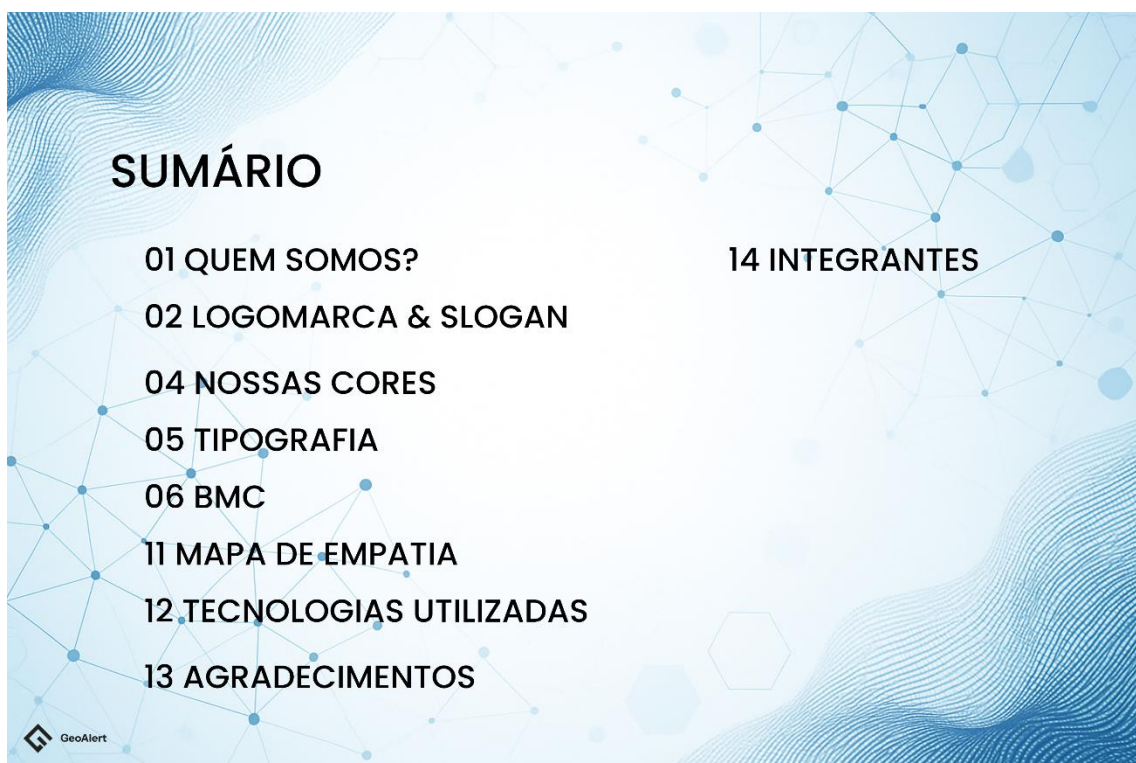 SUMÁRIO
01 QUEM SOMOS?
02 LOGOMARCA & SLOGAN
04 NOSSAS CORES
05 TIPOGRAFIA
06 BMC
11 MAPA DE EMPATIA
12 TECNOLOGIAS UTILIZADAS
13 AGRADECIMENTOS
14 INTEGRANTES
GeoAlert